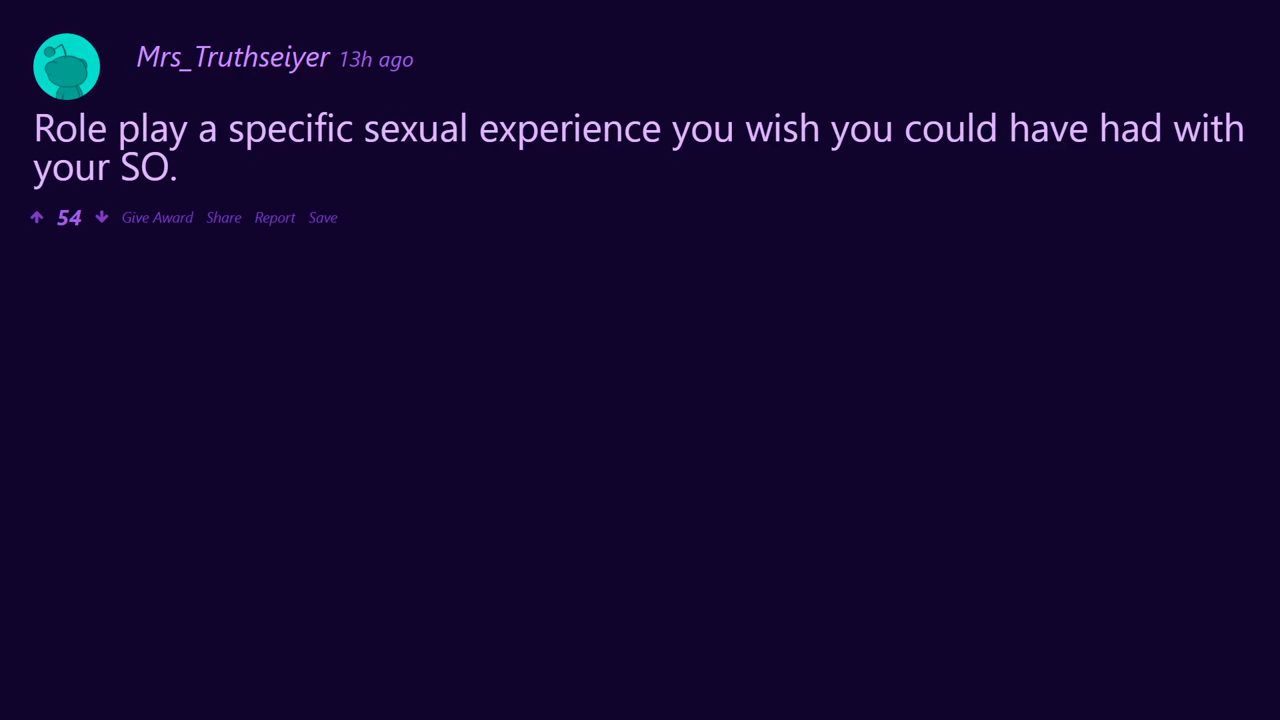 Mrs_Truthseiyer 13h ago
Role play a specific sexual experience you wish you could have had with
your SO.
54 Give Award Share Report Save